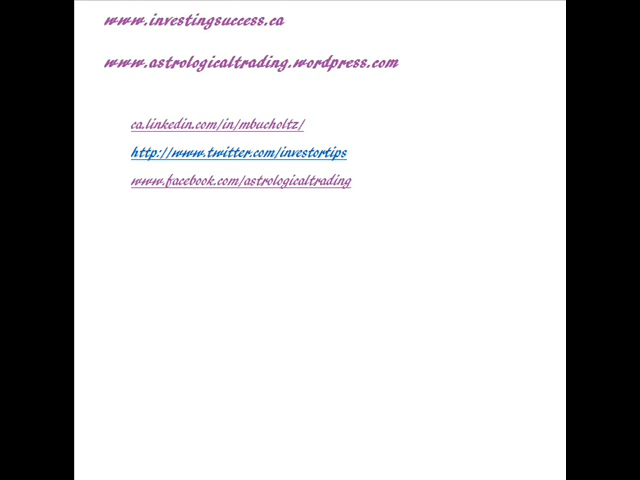 www.investingsuccess.ca
www.astrologicaltrading.wordpress.com
ca.linkedin.com/in/mbucholtz/
http://www.twitter.com/investortips
www.facebook.com/astrologicaltrading